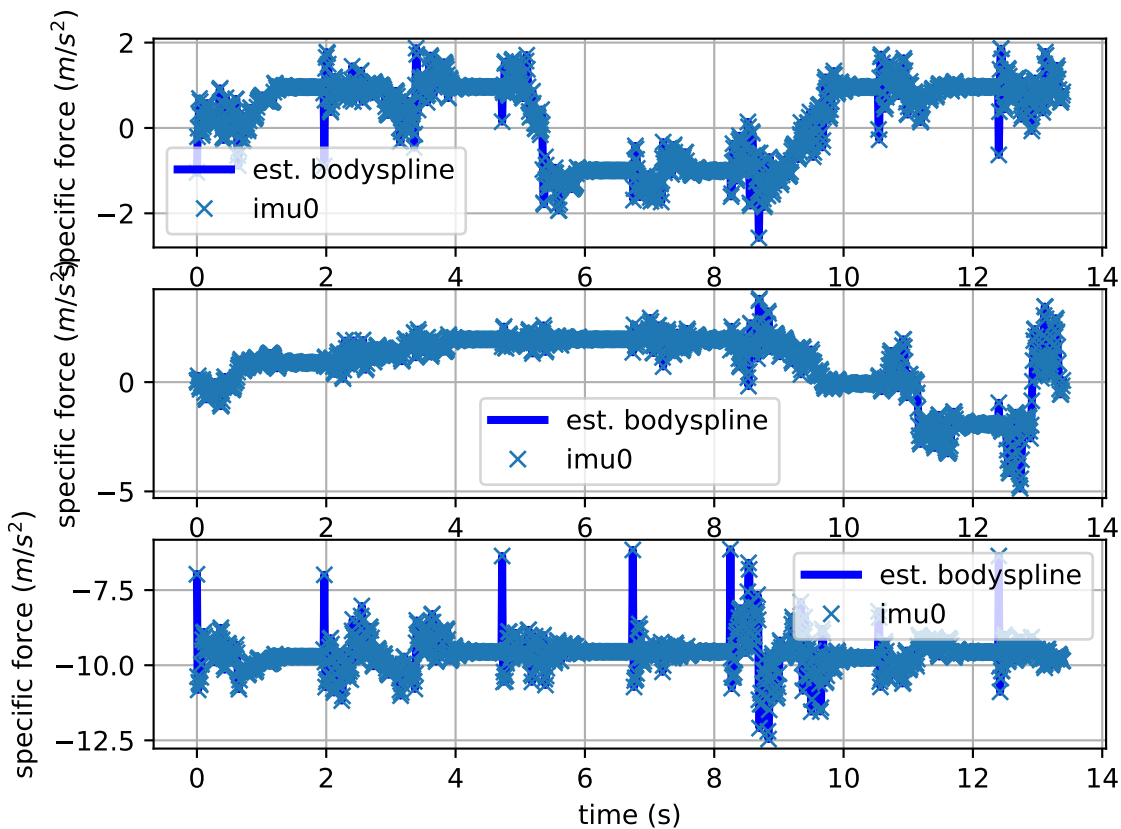 specific force (m/s²)
2
0
−2
est. bodyspline
imu0
0 2 4 6 8 10 12 14
specific force (m/s²)
0
−5
est. bodyspline
imu0
0 2 4 6 8 10 12 14
specific force (m/s²)
−7.5
−10.0
−12.5
est. bodyspline
imu0
0 2 4 6 8 10 12 14
time (s)